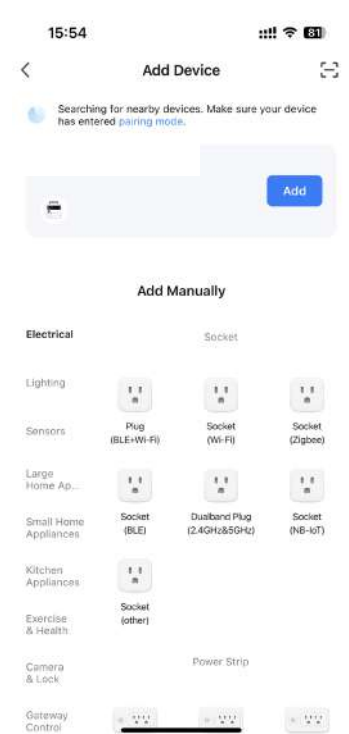 15:54
81
Add Device
Searching for nearby devices. Make sure your device
has entered pairing mode.
Add
Add Manually
Electrical
Socket
Lighting
Plug
(BLE+Wi-Fi)
Socket
(Wi-Fi)
Socket
(Zigbee)
Sensors
Large
Home Ap...
Socket
(BLE)
Dualband Plug
(2.4GHz&5GHz)
Socket
(NB-IoT)
Small Home
Appliances
Kitchen
Appliances
Socket
(other)
Exercise
& Health
Camera
& Lock
Power Strip
Gateway
Control